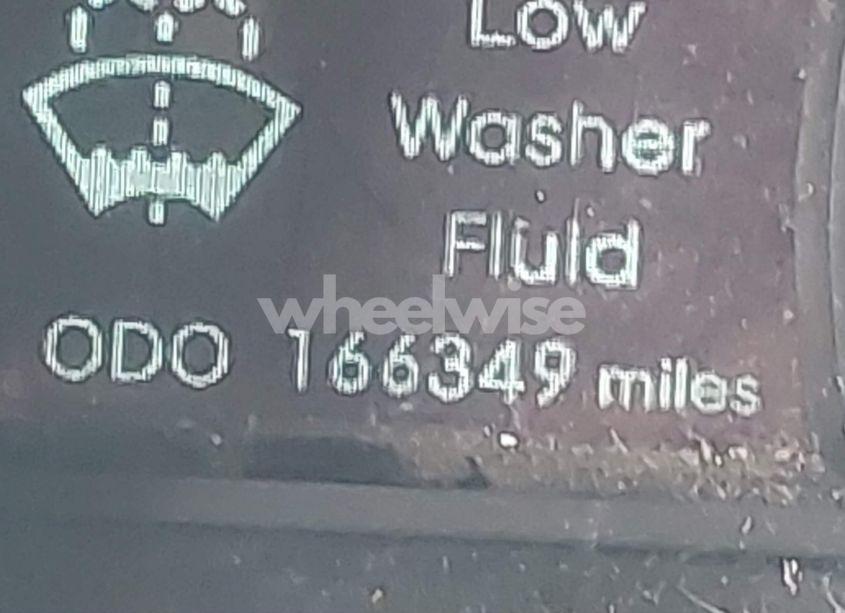 Low
Washer
Fluid
wheelwise
ODO 166349 miles